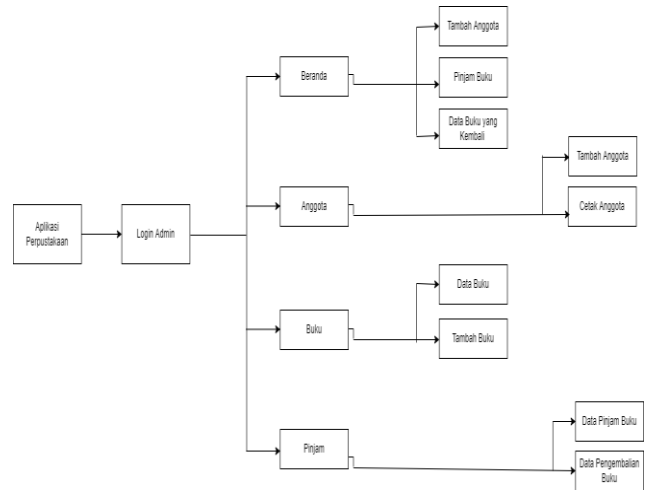 Aplikasi
Perpustakaan
Login Admin
Beranda
Tambah Anggota
Pinjam Buku
Data Buku yang
Kembali
Anggota
Tambah Anggota
Cetak Anggota
Buku
Data Buku
Tambah Buku
Pinjam
Data Pinjam Buku
Data Pengembalian
Buku